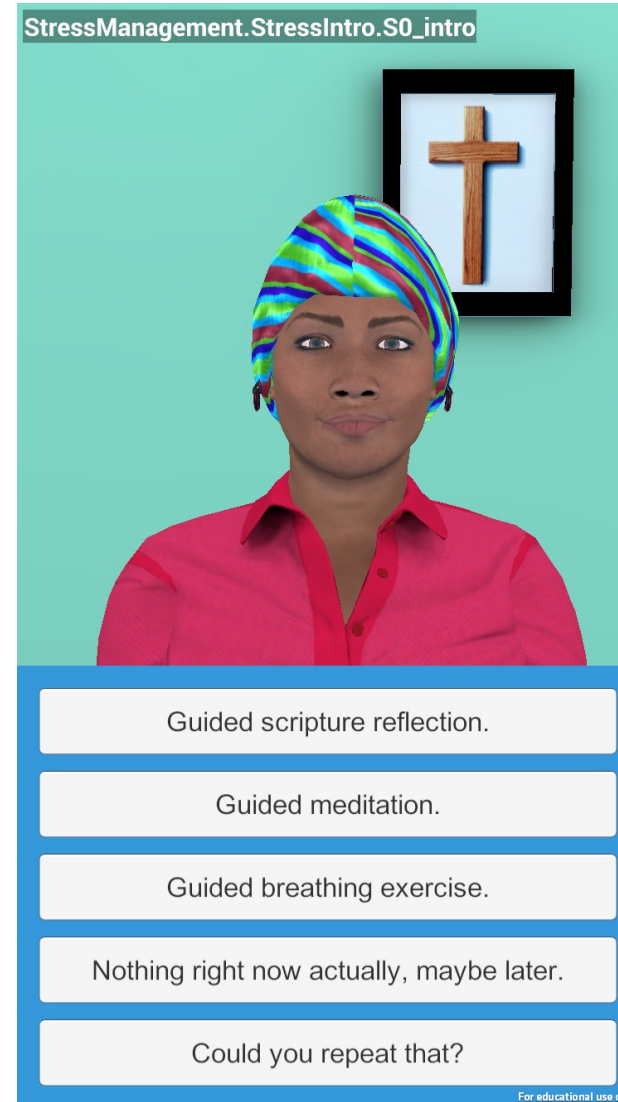 StressManagement.StressIntro.S0_intro
Guided scripture reflection.
Guided meditation.
Guided breathing exercise.
Nothing right now actually, maybe later.
Could you repeat that?
For educational use